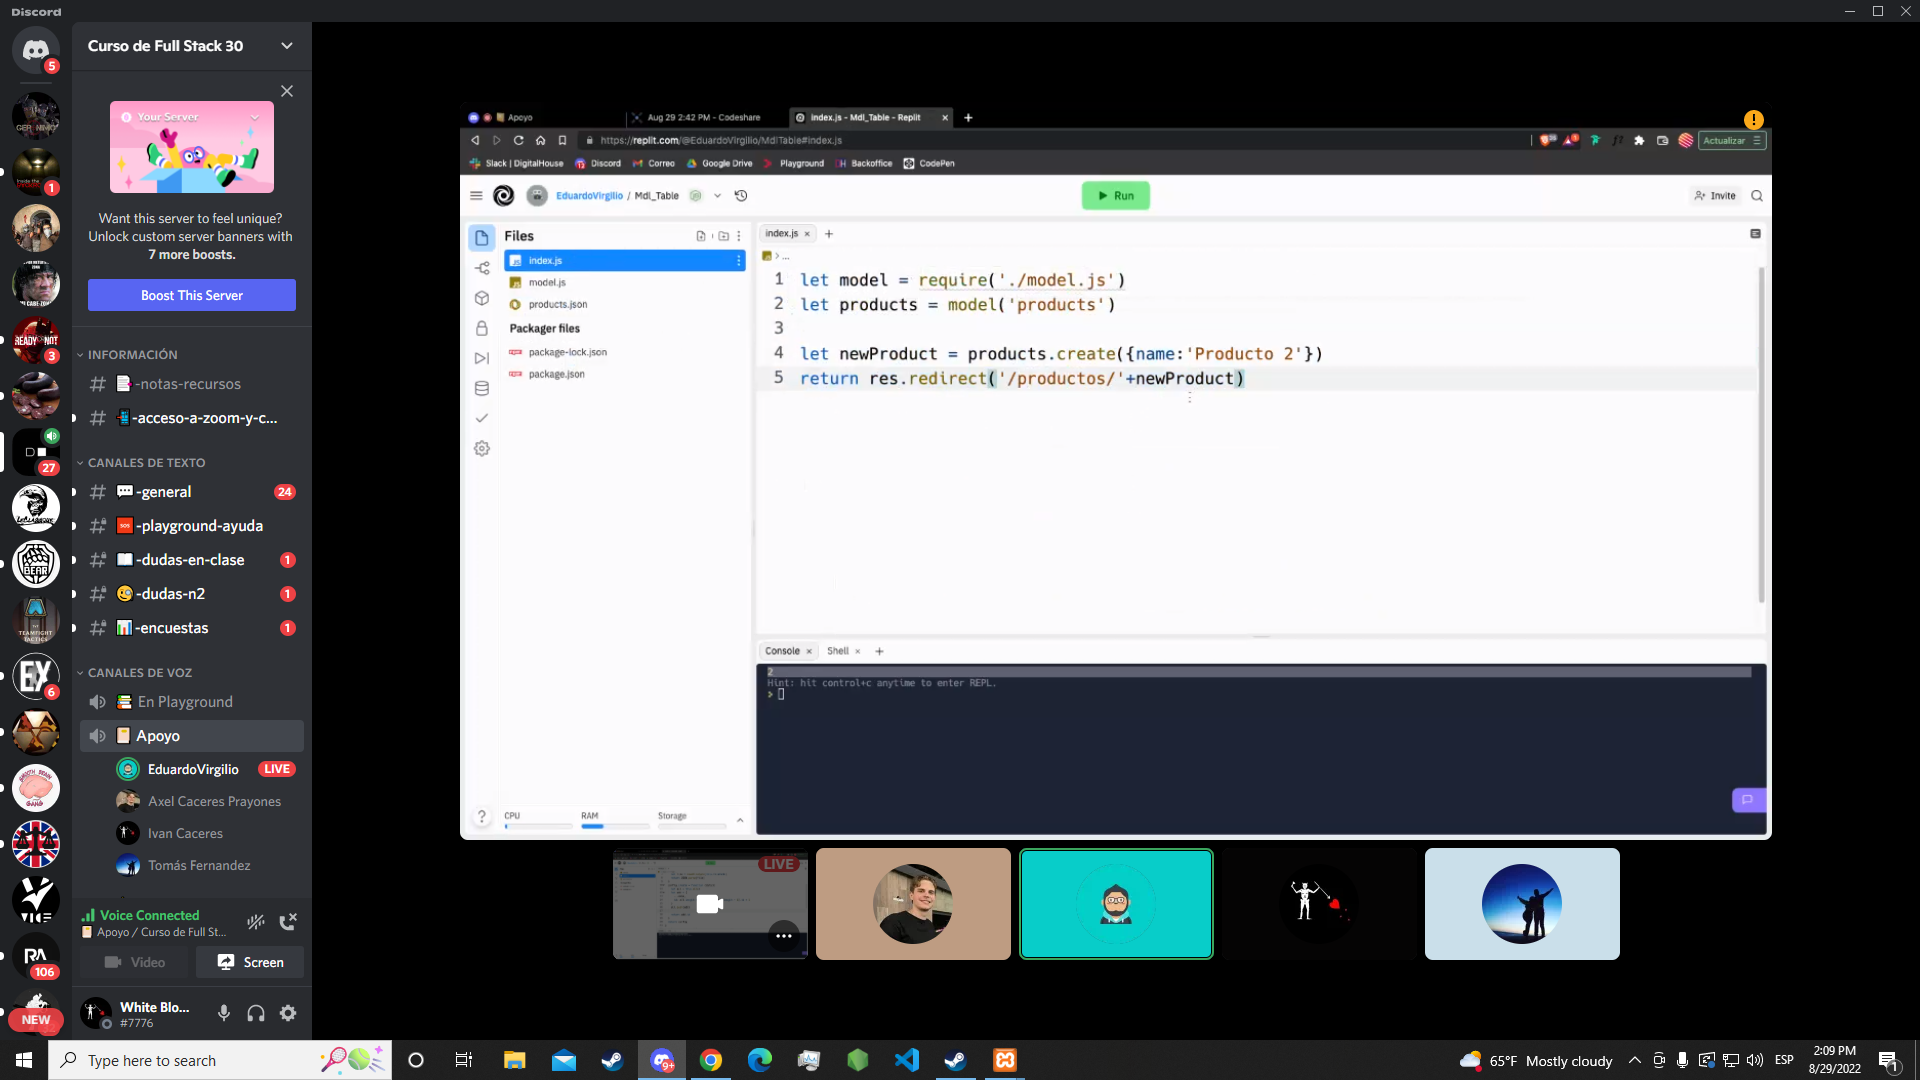 Discord
5
GER NIMO
1
3
27
6
106
NEW
Curso de Full Stack 30
Your Server
Want this server to feel unique?
Unlock custom server banners with
7 more boosts.
Boost This Server
INFORMACIÓN
-notas-recursos
-acceso-a-zoom-y-c...
CANALES DE TEXTO
-general
24
-playground-ayuda
-dudas-en-clase
1
-dudas-n2
1
-encuestas
1
CANALES DE VOZ
En Playground
Apoyo
EduardoVirgilio
LIVE
Axel Caceres Prayones
Ivan Caceres
Tomás Fernandez
Voice Connected
Apoyo / Curso de Full St...
Video
Screen
White Blo...
#7776
Apoyo
Aug 29 2:42 PM - Codeshare
index.js - Mdl_Table - Replit
https://replit.com/@EduardoVirgilio/MdlTable#index.js
Actualizar
Slack | DigitalHouse
Discord
Correo
Google Drive
Playground
Backoffice
CodePen
EduardoVirgilio / Mdl_Table
Run
Invite
Files
index.js
model.js
products.json
Packager files
package-lock.json
package.json
CPU
RAM
Storage
index.js
...
1 let model = require('./model.js')
2 let products = model('products')
3
4 let newProduct = products.create({name:'Producto 2'})
5 return res.redirect('/productos/'+newProduct)
Console
Shell
2
Hint: hit control+c anytime to enter REPL.
LIVE
Type here to search
9+
65°F Mostly cloudy
ESP
2:09 PM
8/29/2022
1